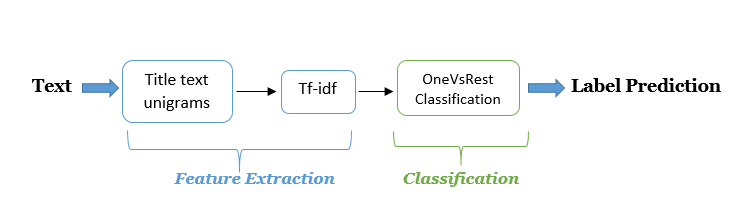 Text
Title text
unigrams
Tf-idf
OneVsRest
Classification
Label Prediction
Feature Extraction
Classification